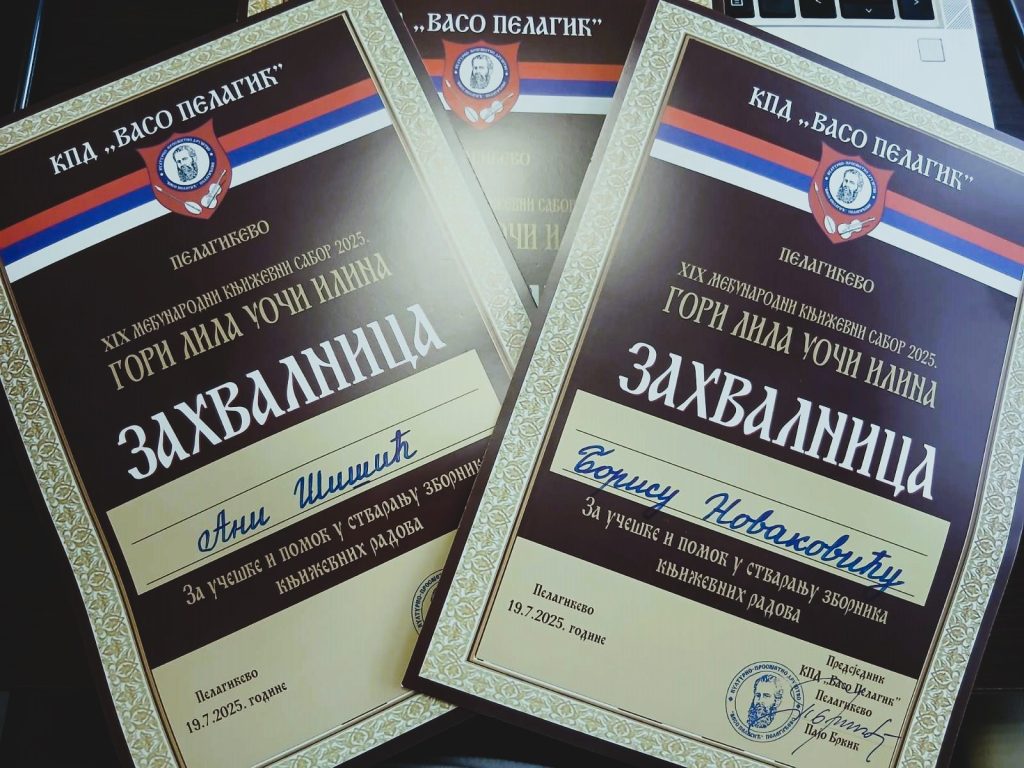 КПД „ВАСО ПЕЛАГИЋ”
ПЕЛАГИЋЕВО
XIX МЕЂУНАРОДНИ КЊИЖЕВНИ САБОР 2025.
ГОРИ ЛИЛА УОЧИ ИЛИНА
ЗАХВАЛНИЦА
Ани Шишић
За учешће и помоћ у стварању зборника
књижевних радова
Пелагићево
19.7.2025. године
„ВАСО ПЕЛАГИЋ”
ПЕЛАГИЋЕВО
КПД „ВАСО ПЕЛАГИЋ”
ПЕЛАГИЋЕВО
XIX МЕЂУНАРОДНИ КЊИЖЕВНИ САБОР 2025.
ГОРИ ЛИЛА УОЧИ ИЛИНА
ЗАХВАЛНИЦА
Борису Новаковићу
За учешће и помоћ у стварању зборника
књижевних радова
Пелагићево
19.7.2025. године
Предсједник
КПД „Васо Пелагић”
Пелагићево
Пајо Бркић